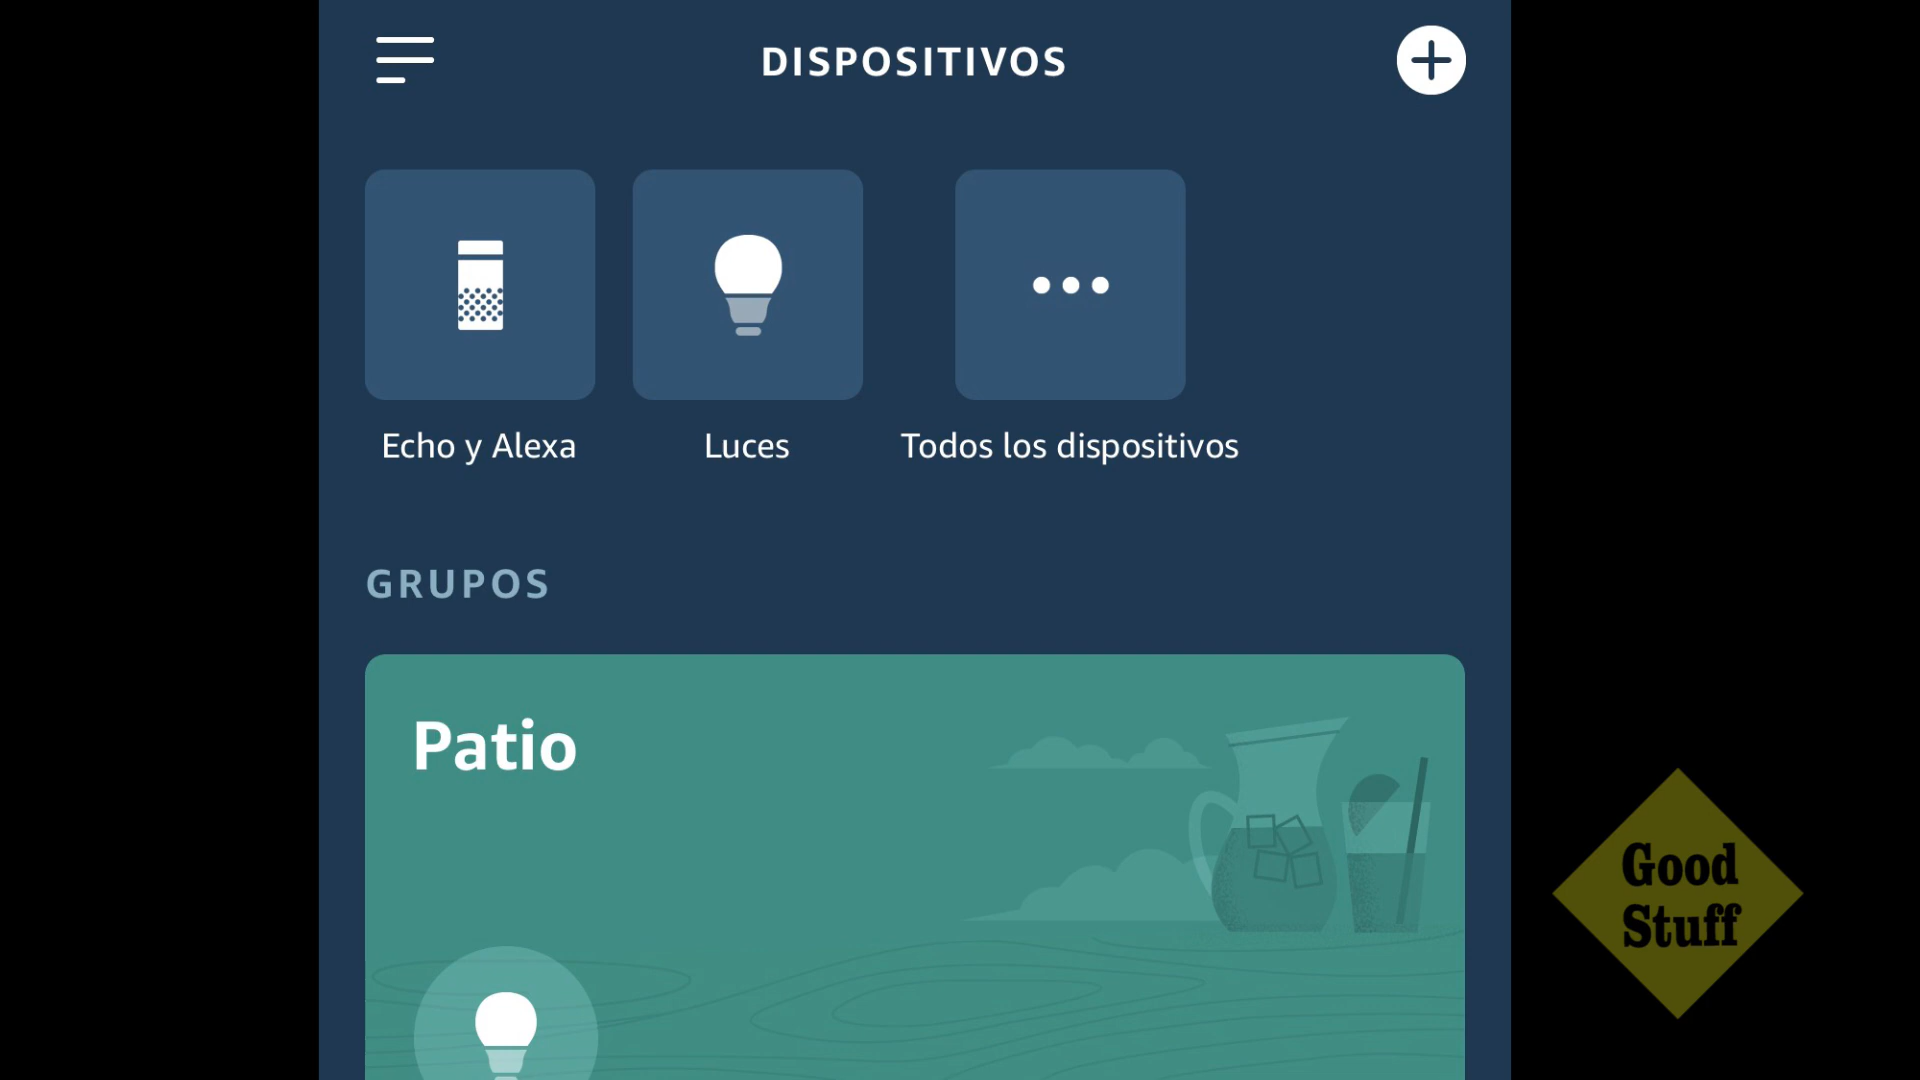 DISPOSITIVOS
Echo y Alexa
Luces
Todos los dispositivos
GRUPOS
Patio
Good
Stuff